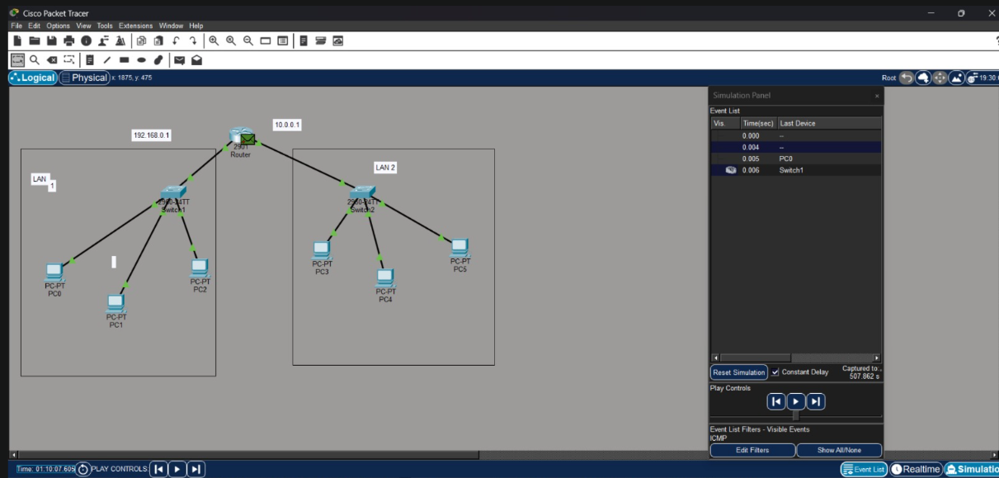 Cisco Packet Tracer
File Edit Options View Tools Extensions Window Help
Logical Physical x: 1875, y: 475
Root 19:30
192.168.0.1
10.0.0.1
2901
Router
LAN
1
LAN 2
2960-24TT
Switch1
2960-24TT
Switch2
PC-PT
PC0
PC-PT
PC1
PC-PT
PC2
PC-PT
PC3
PC-PT
PC4
PC-PT
PC5
Simulation Panel
Event List
Vis. Time(sec) Last Device
0.000 --
0.004 --
0.005 PC0
0.006 Switch1
Reset Simulation Constant Delay
Captured to:
507.862 s
Play Controls
Event List Filters - Visible Events
ICMP
Edit Filters Show All/None
Time: 01:10:07.605 PLAY CONTROLS:
Event List Realtime Simulatio